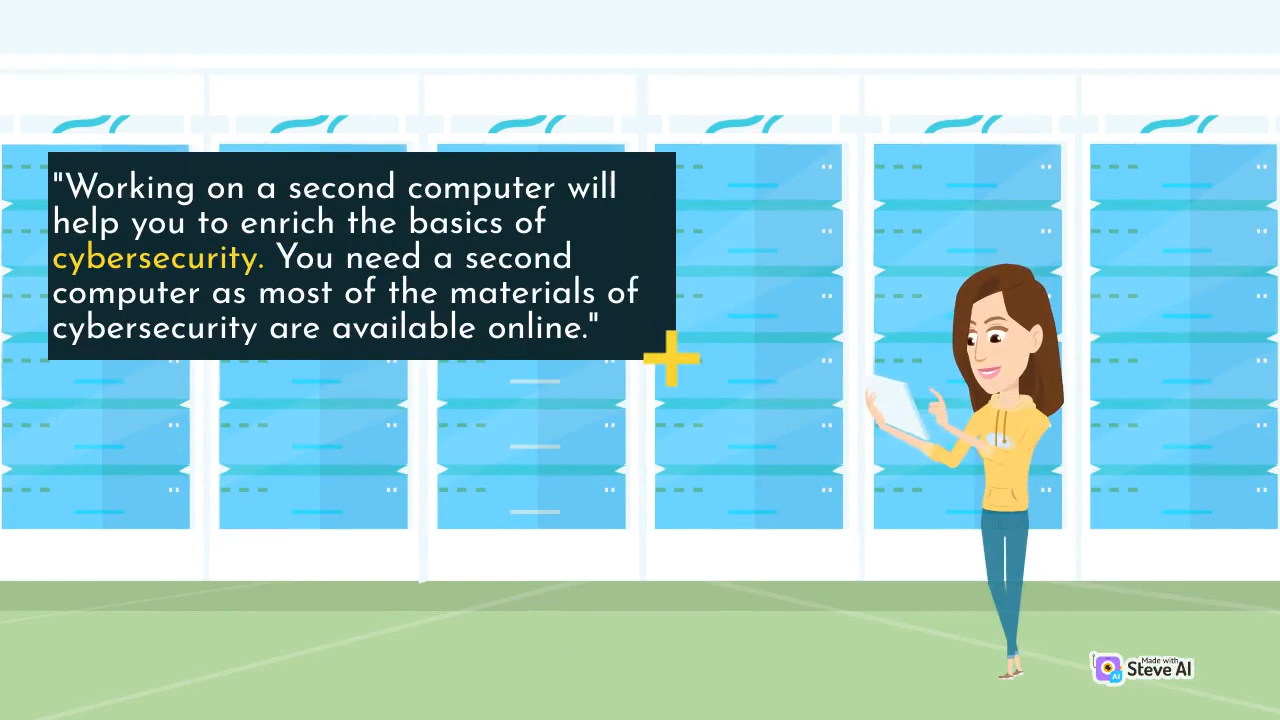 "Working on a second computer will
help you to enrich the basics of
cybersecurity. You need a second
computer as most of the materials of
cybersecurity are available online."
Made with
Steve AI
AI